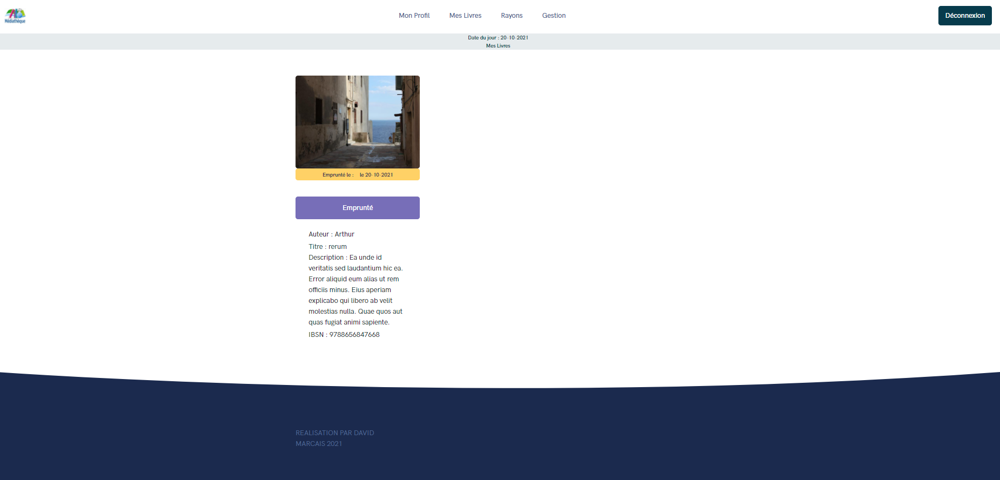 Médiathèque
Mon Profil Mes Livres Rayons Gestion Déconnexion
Date du jour : 20-10-2021
Mes Livres
Emprunté le : le 20-10-2021
Emprunté
Auteur : Arthur
Titre : rerum
Description : Ea unde id
veritatis sed laudantium hic ea.
Error aliquid eum alias ut rem
officiis minus. Eius aperiam
explicabo qui libero ab velit
molestias nulla. Quae quos aut
quas fugiat animi sapiente.
IBSN : 9788656847668
REALISATION PAR DAVID
MARCAIS 2021